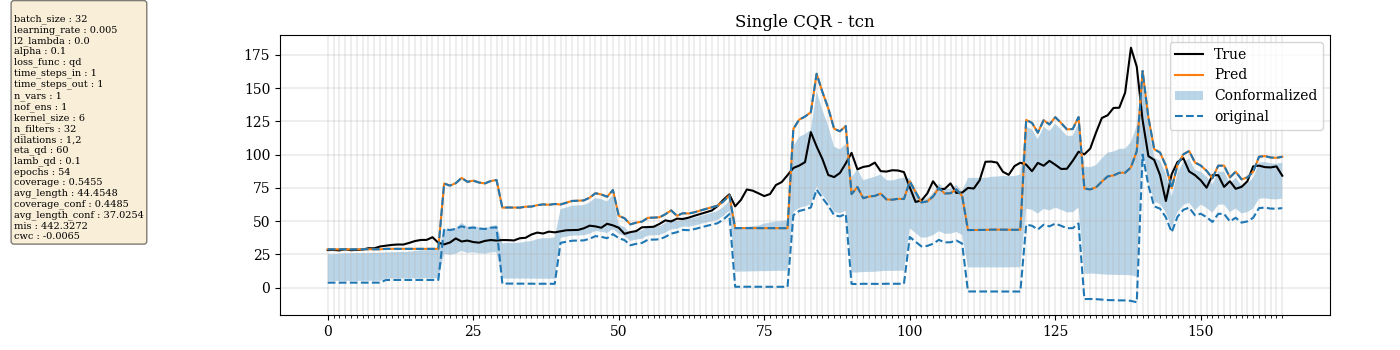 batch_size : 32
learning_rate : 0.005
l2_lambda : 0.0
alpha : 0.1
loss_func : qd
time_steps_in : 1
time_steps_out : 1
n_vars : 1
nof_ens : 1
kernel_size : 6
n_filters : 32
dilations : 1,2
eta_qd : 60
lamb_qd : 0.1
epochs : 54
coverage : 0.5455
avg_length : 44.4548
coverage_conf : 0.4485
avg_length_conf : 37.0254
mis : 442.3272
cwc : -0.0065
Single CQR - tcn
175
150
125
100
75
50
25
0
0 25 50 75 100 125 150
True
Pred
Conformalized
original